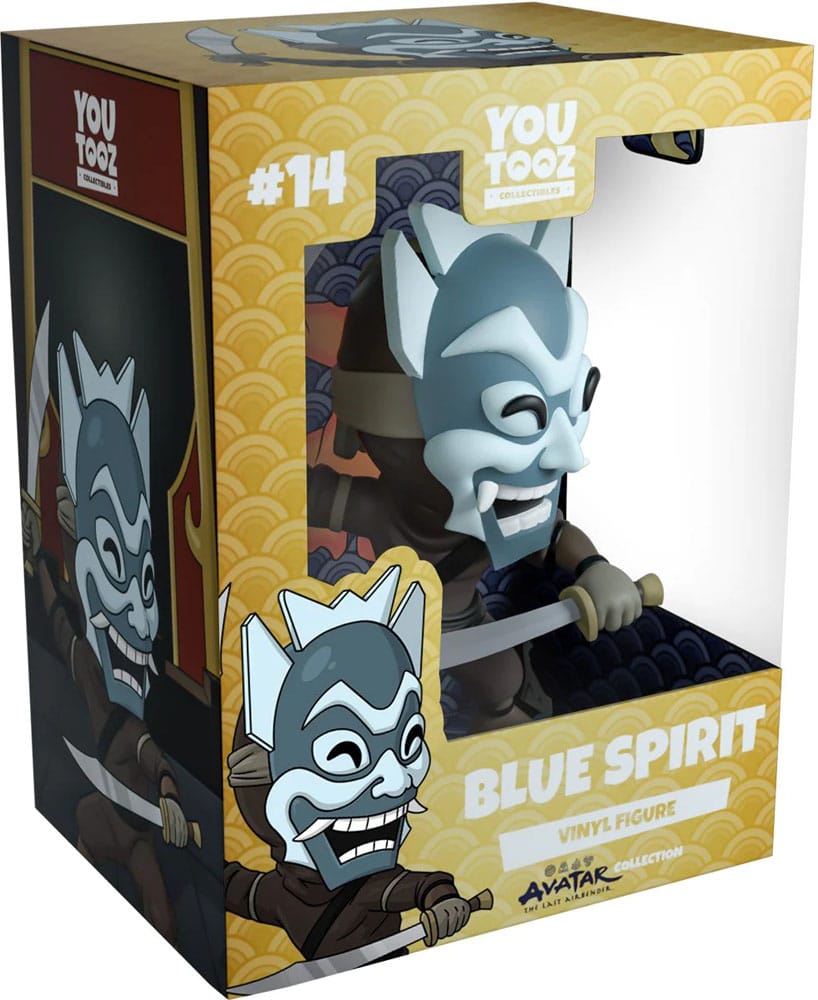 YOU
TOOZ
COLLECTIBLES
#14
YOU
TOOZ
COLLECTIBLES
BLUE SPIRIT
VINYL FIGURE
AVATAR
THE LAST AIRBENDER
COLLECTION